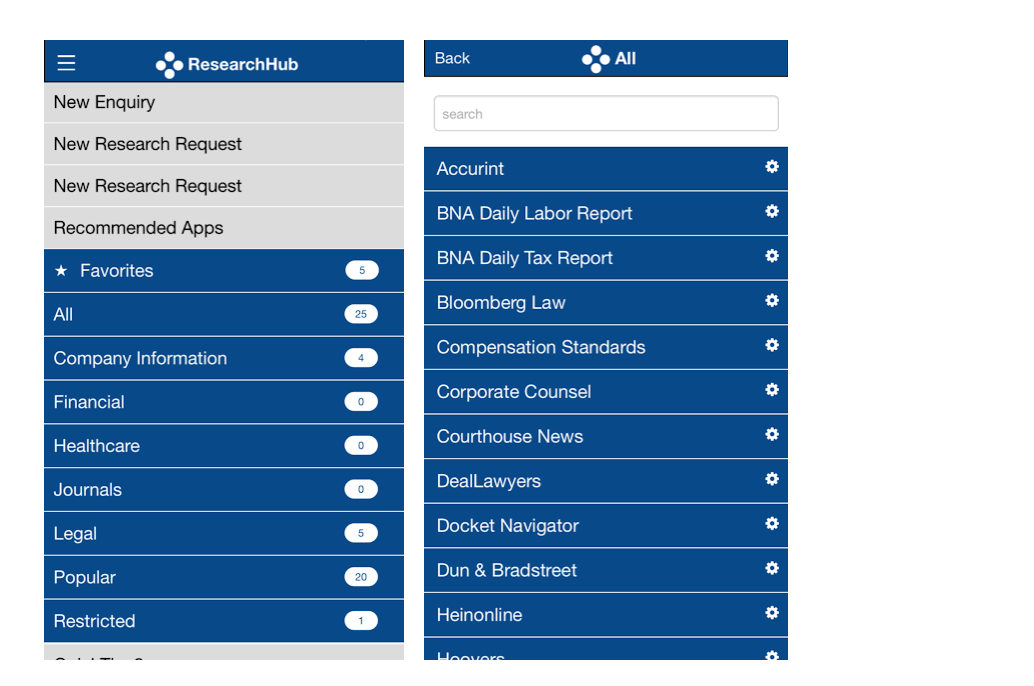 ResearchHub
New Enquiry
New Research Request
New Research Request
Recommended Apps
★ Favorites 5
All 25
Company Information 4
Financial 0
Healthcare 0
Journals 0
Legal 5
Popular 20
Restricted 1
Back All
search
Accurint
BNA Daily Labor Report
BNA Daily Tax Report
Bloomberg Law
Compensation Standards
Corporate Counsel
Courthouse News
DealLawyers
Docket Navigator
Dun & Bradstreet
Heinonline
Hoovers